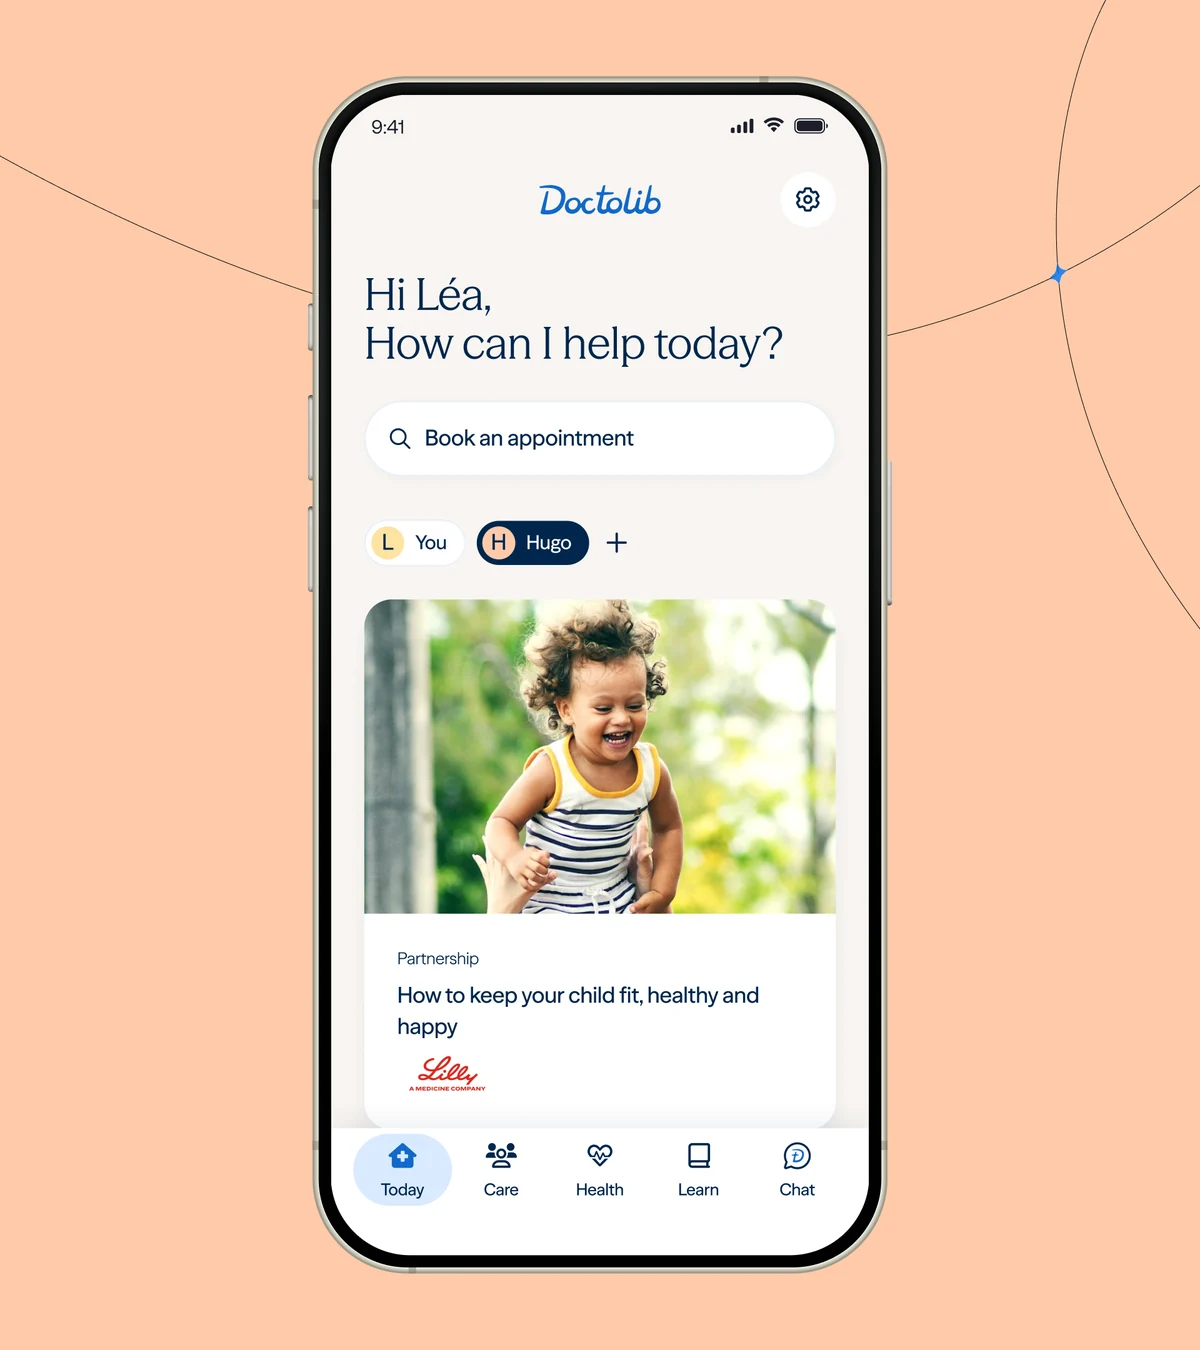 9:41
Doctolib
Hi Léa,
How can I help today?
Book an appointment
L You H Hugo
Partnership
How to keep your child fit, healthy and
happy
Lilly
A MEDICINE COMPANY
Today Care Health Learn Chat